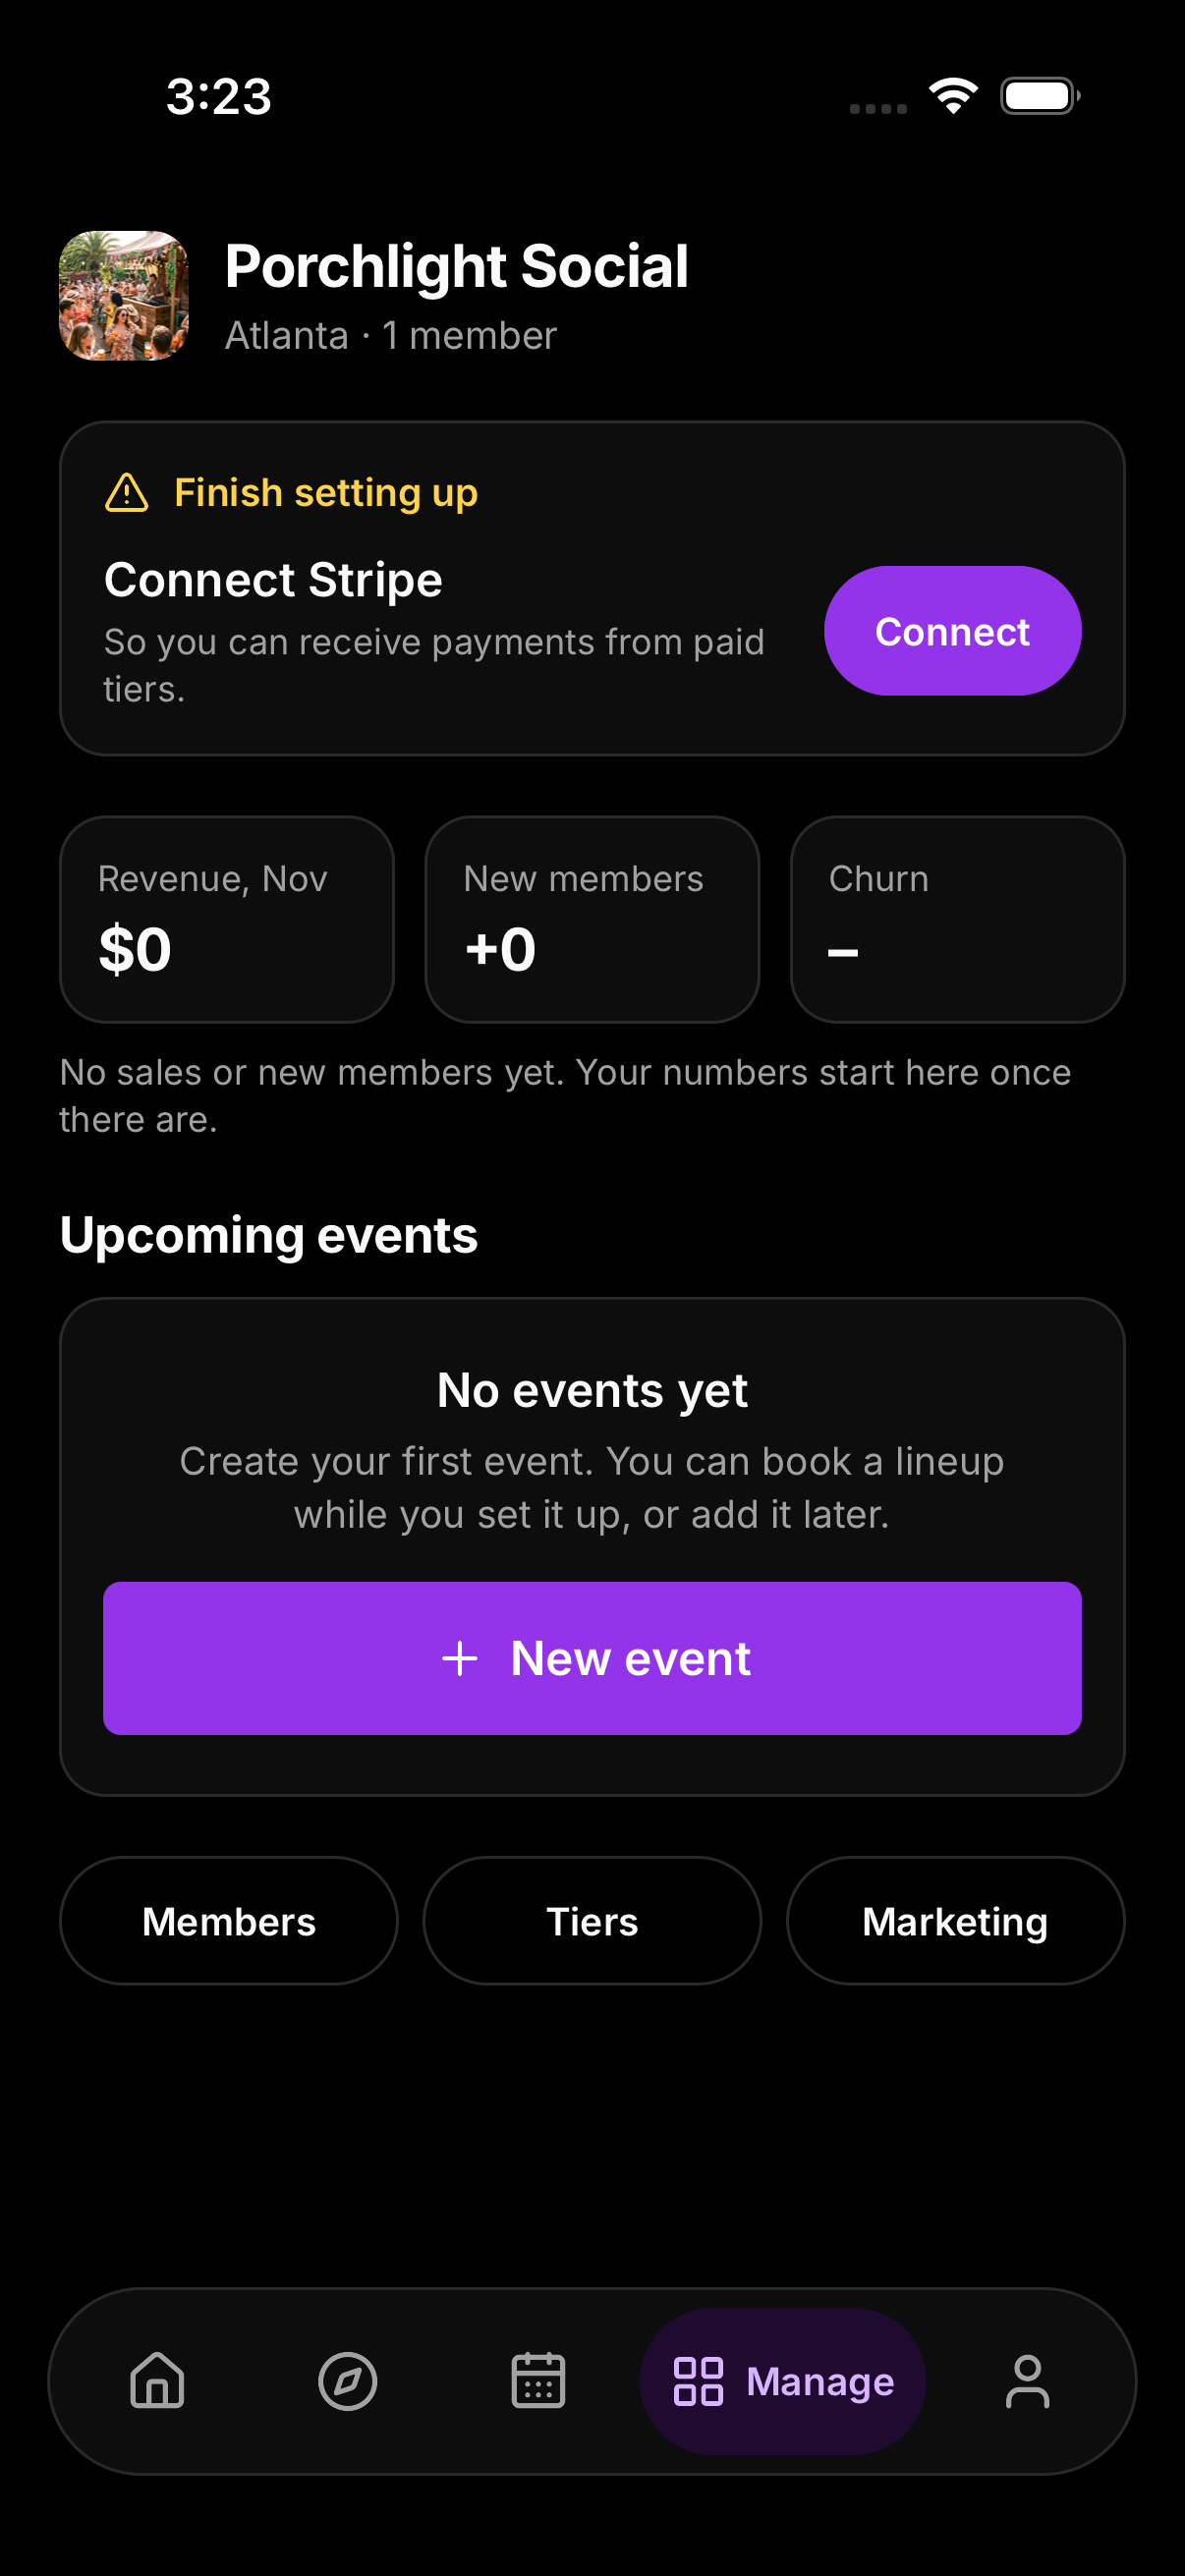 3:23
Porchlight Social
Atlanta · 1 member
Finish setting up
Connect Stripe
So you can receive payments from paid
tiers.
Connect
Revenue, Nov
$0
New members
+0
Churn
–
No sales or new members yet. Your numbers start here once
there are.
Upcoming events
No events yet
Create your first event. You can book a lineup
while you set it up, or add it later.
+ New event
Members
Tiers
Marketing
Manage